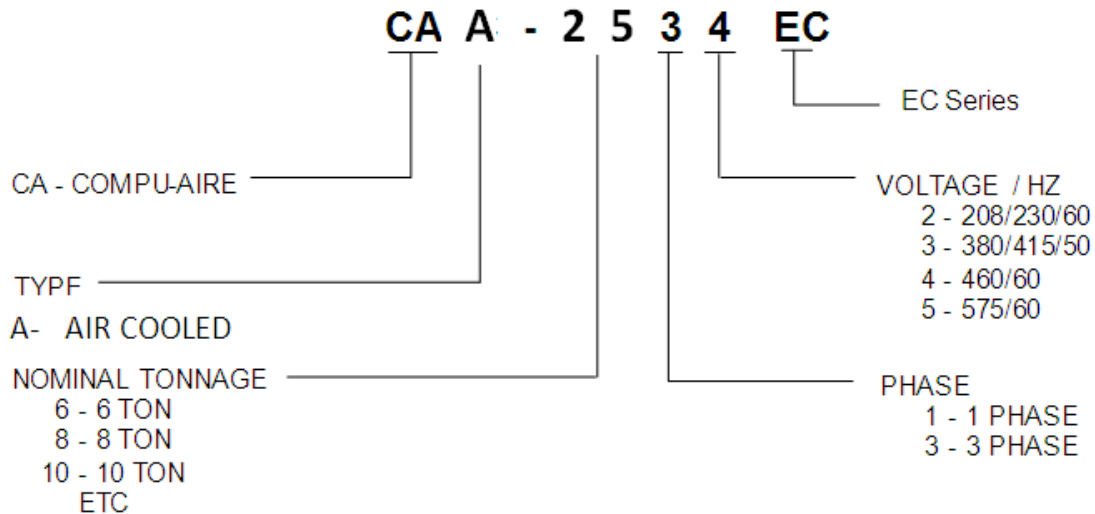 CA A - 2 5 3 4 EC
EC Series
CA - COMPU-AIRE
VOLTAGE / HZ
2 - 208/230/60
3 - 380/415/50
4 - 460/60
5 - 575/60
TYPF
A- AIR COOLED
NOMINAL TONNAGE
6 - 6 TON
8 - 8 TON
10 - 10 TON
ETC
PHASE
1 - 1 PHASE
3 - 3 PHASE